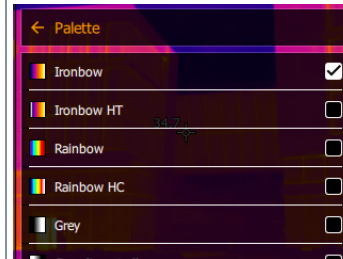 ← Palette
Ironbow
Ironbow HT
34.7
Rainbow
Rainbow HC
Grey